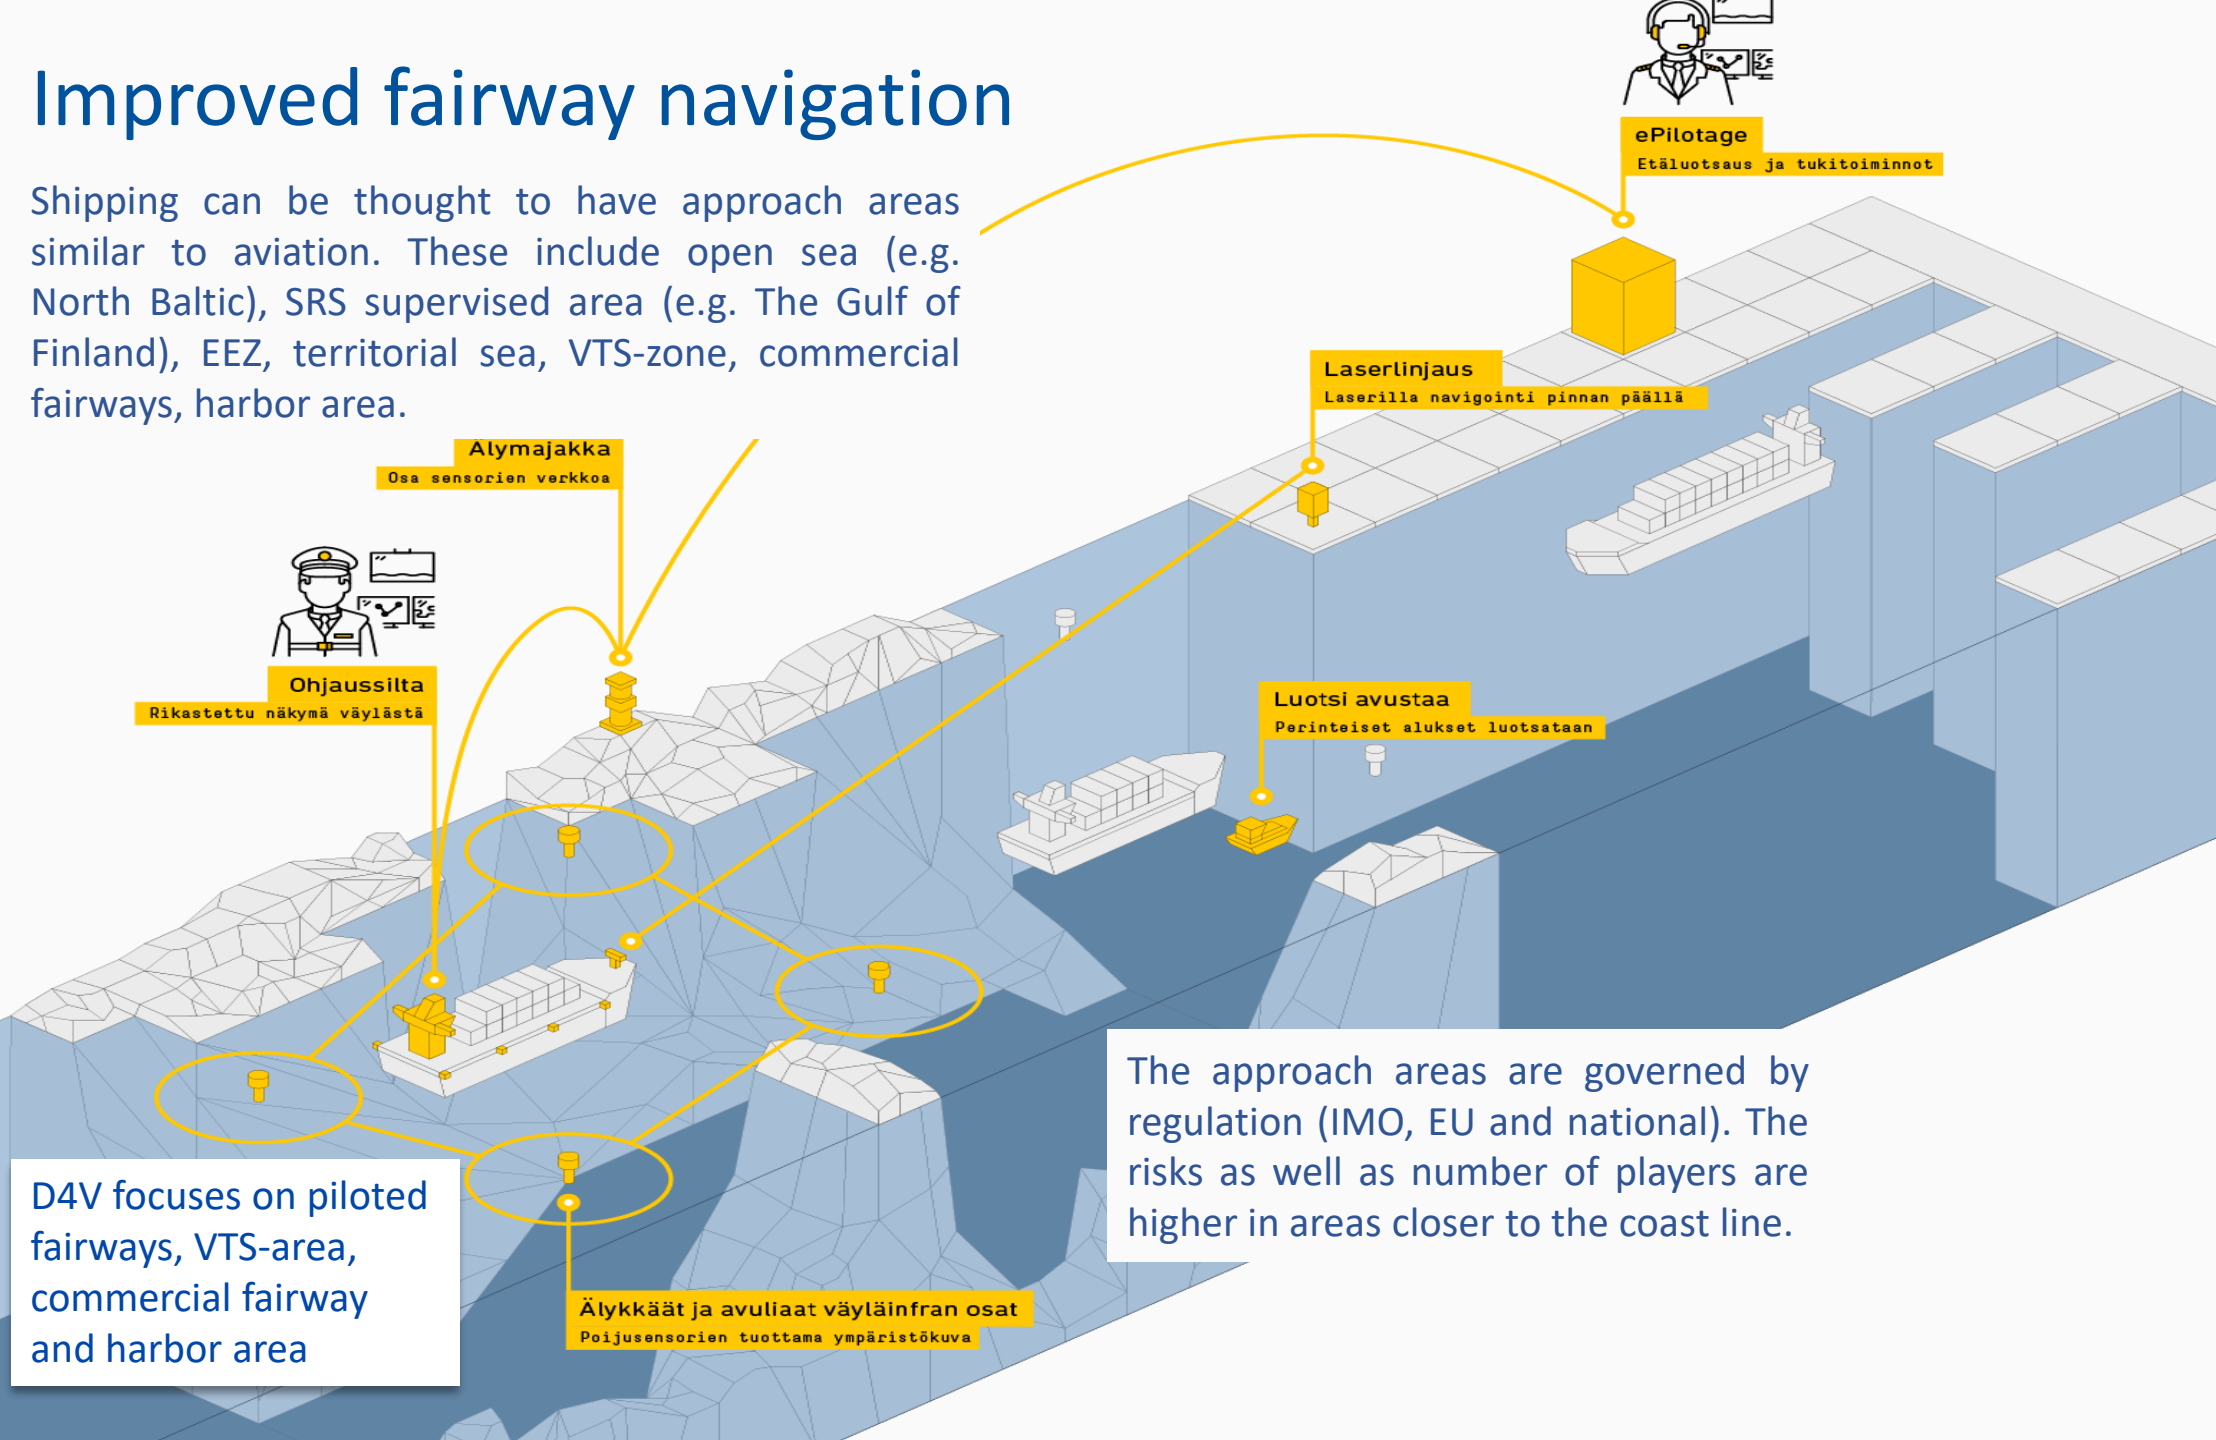 Improved fairway navigation
Shipping can be thought to have approach areas
similar to aviation. These include open sea (e.g.
North Baltic), SRS supervised area (e.g. The Gulf of
Finland), EEZ, territorial sea, VTS-zone, commercial
fairways, harbor area.
ePilotage
Etäluotsaus ja tukitoiminnot
Laserlinjaus
Laserilla navigointi pinnan päällä
Älymajakka
Osa sensorien verkkoa
Ohjaussilta
Rikastettu näkymä väylästä
Luotsi avustaa
Perinteiset alukset luotsataan
The approach areas are governed by
regulation (IMO, EU and national). The
risks as well as number of players are
higher in areas closer to the coast line.
D4V focuses on piloted
fairways, VTS-area,
commercial fairway
and harbor area
Älykkäät ja avuliaat väyläinfran osat
Poijusensorien tuottama ympäristökuva